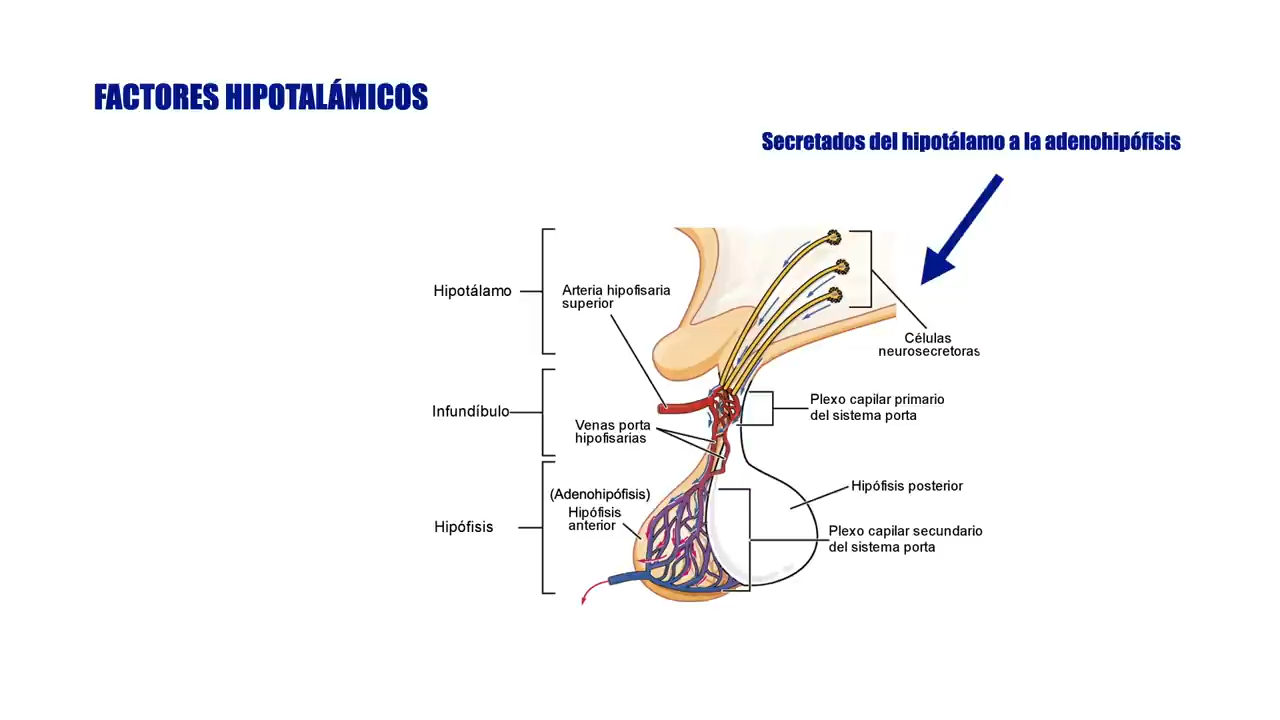 FACTORES HIPOTALÁMICOS
Secretados del hipotálamo a la adenohipófisis
Hipotálamo
Arteria hipofisaria
superior
Células
neurosecretoras
Infundíbulo
Plexo capilar primario
del sistema porta
Venas porta
hipofisarias
Hipófisis posterior
(Adenohipófisis)
Hipófisis
anterior
Hipófisis
Plexo capilar secundario
del sistema porta